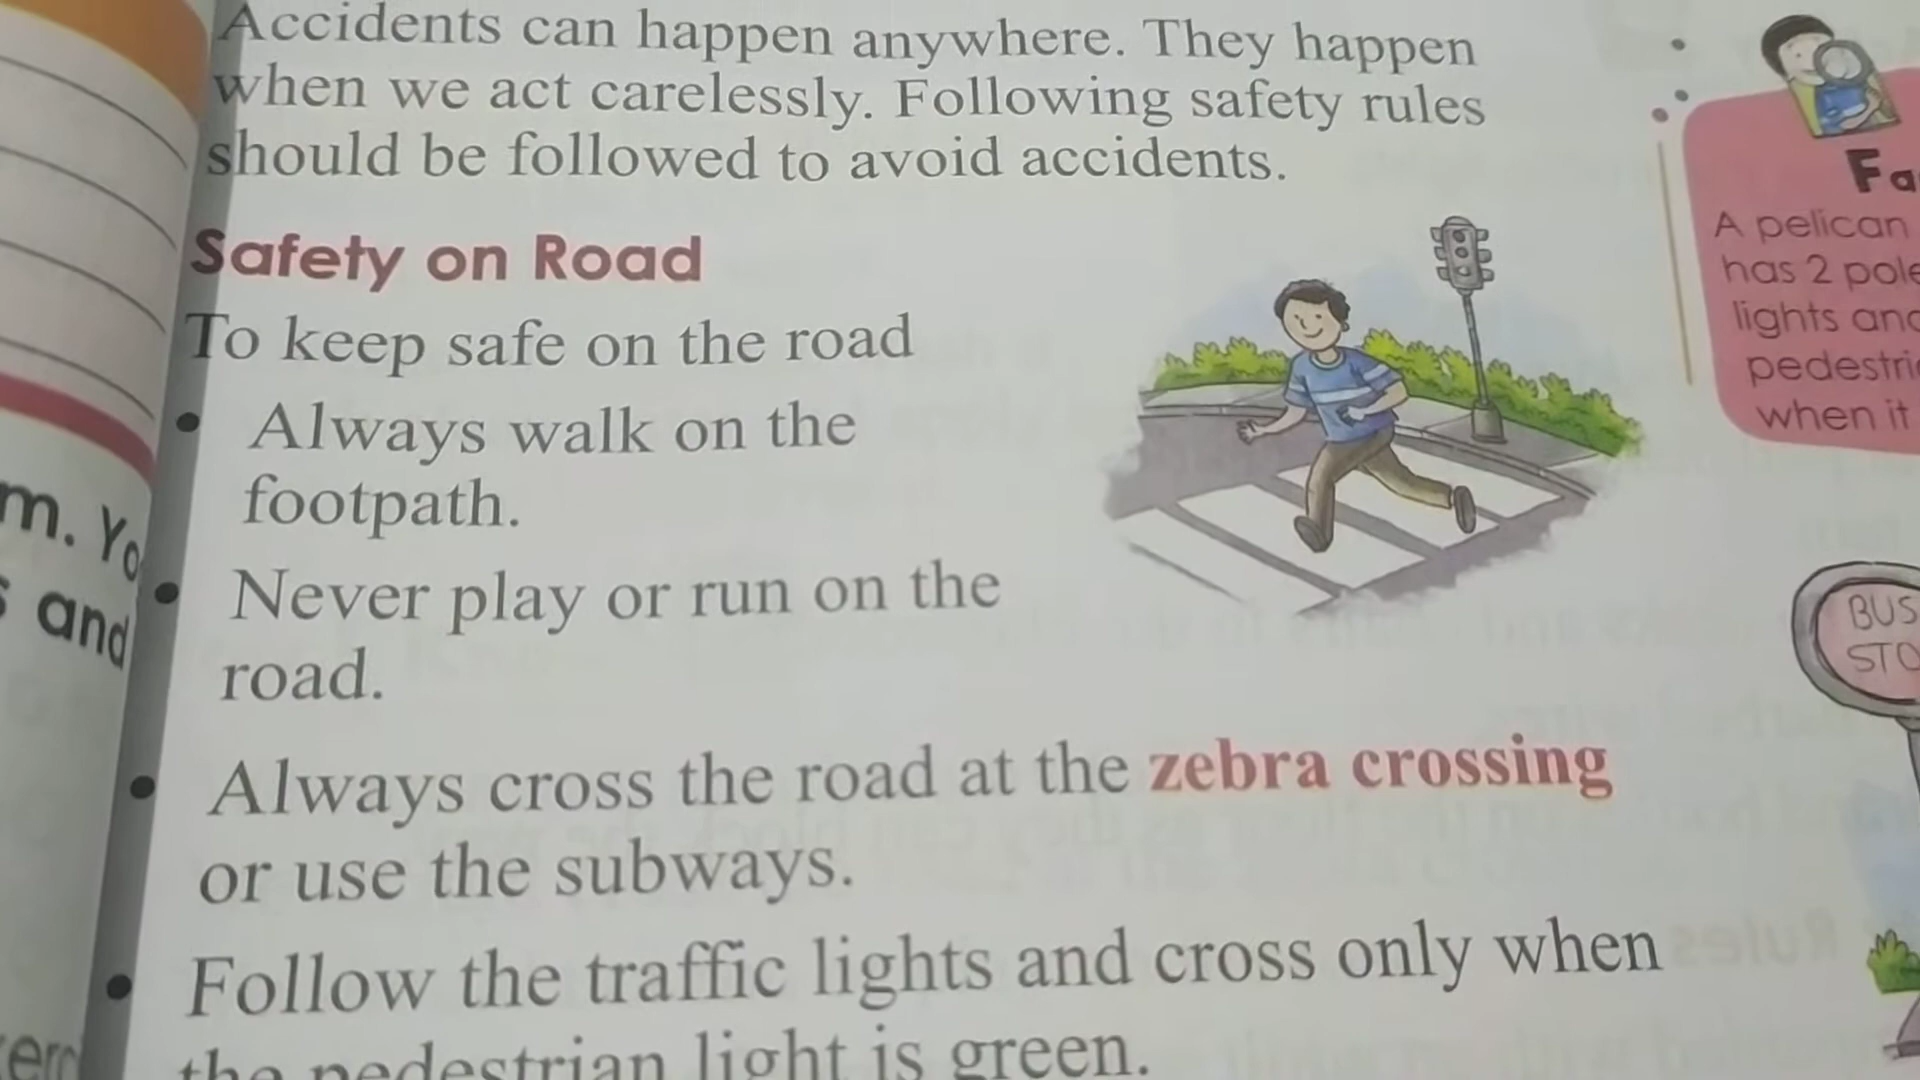 Accidents can happen anywhere. They happen
when we act carelessly. Following safety rules
should be followed to avoid accidents.
Safety on Road
To keep safe on the road
• Always walk on the
footpath.
• Never play or run on the
road.
• Always cross the road at the zebra crossing
or use the subways.
• Follow the traffic lights and cross only when
the pedestrian light is green.
A pelican
has 2
lights
when it
BUS
m.
and